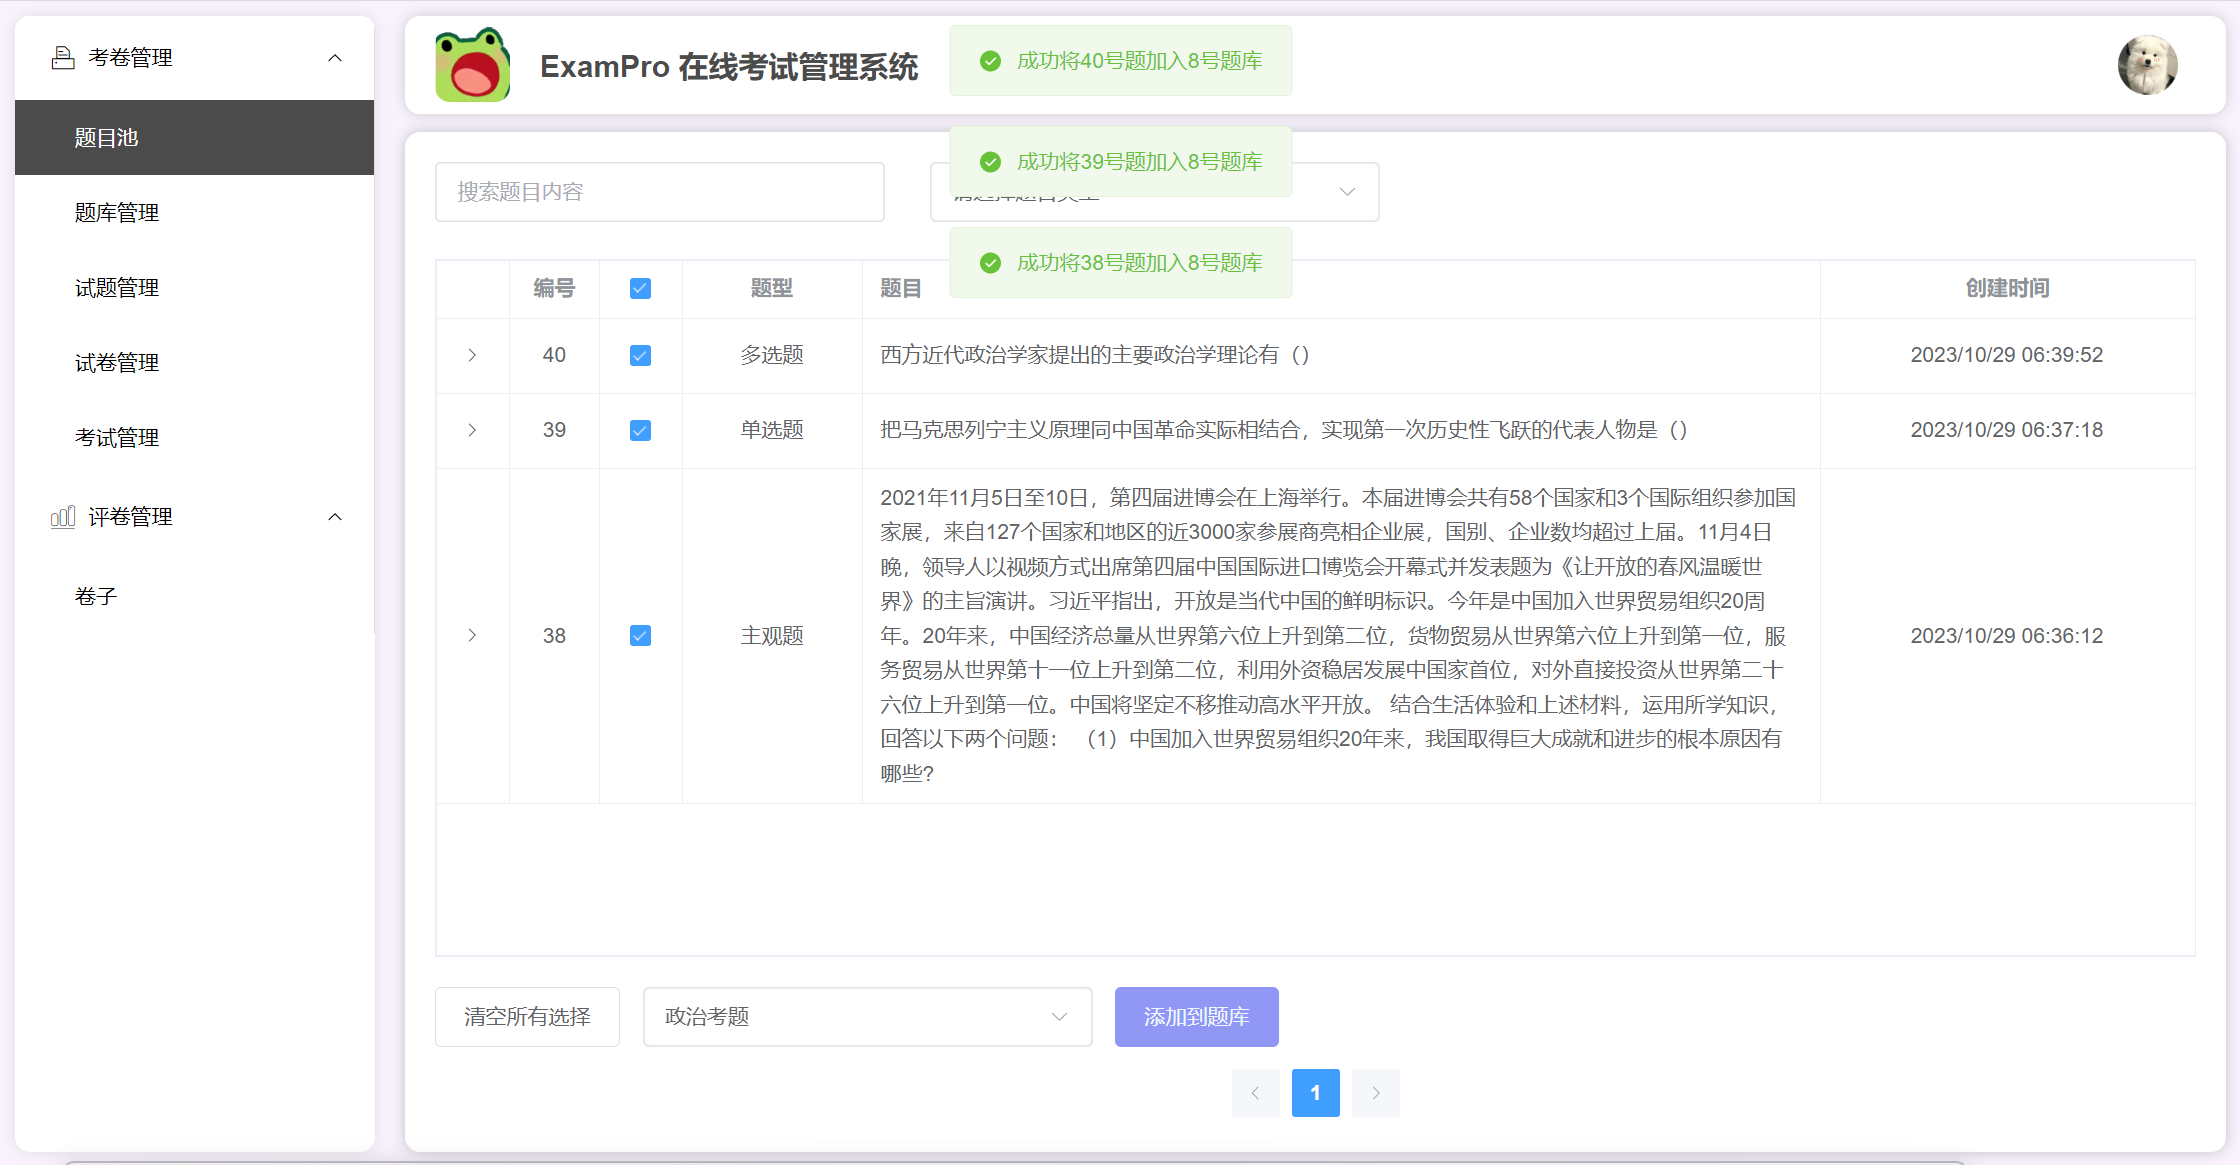 考卷管理
题目池
题库管理
试题管理
试卷管理
考试管理
评卷管理
卷子
ExamPro 在线考试管理系统
成功将40号题加入8号题库
成功将39号题加入8号题库
成功将38号题加入8号题库
搜索题目内容
编号 题型 题目 创建时间
40 多选题 西方近代政治学家提出的主要政治学理论有（） 2023/10/29 06:39:52
39 单选题 把马克思列宁主义原理同中国革命实际相结合，实现第一次历史性飞跃的代表人物是（） 2023/10/29 06:37:18
38 主观题 2023/10/29 06:36:12
2021年11月5日至10日，第四届进博会在上海举行。本届进博会共有58个国家和3个国际组织参加国
家展，来自127个国家和地区的近3000家参展商亮相企业展，国别、企业数均超过上届。11月4日
晚，领导人以视频方式出席第四届中国国际进口博览会开幕式并发表题为《让开放的春风温暖世
界》的主旨演讲。习近平指出，开放是当代中国的鲜明标识。今年是中国加入世界贸易组织20周
年。20年来，中国经济总量从世界第六位上升到第二位，货物贸易从世界第六位上升到第一位，服
务贸易从世界第十一位上升到第二位，利用外资稳居发展中国家首位，对外直接投资从世界第二十
六位上升到第一位。中国将坚定不移推动高水平开放。 结合生活体验和上述材料，运用所学知识，
回答以下两个问题： （1）中国加入世界贸易组织20年来，我国取得巨大成就和进步的根本原因有
哪些?
清空所有选择
政治考题
添加到题库
1